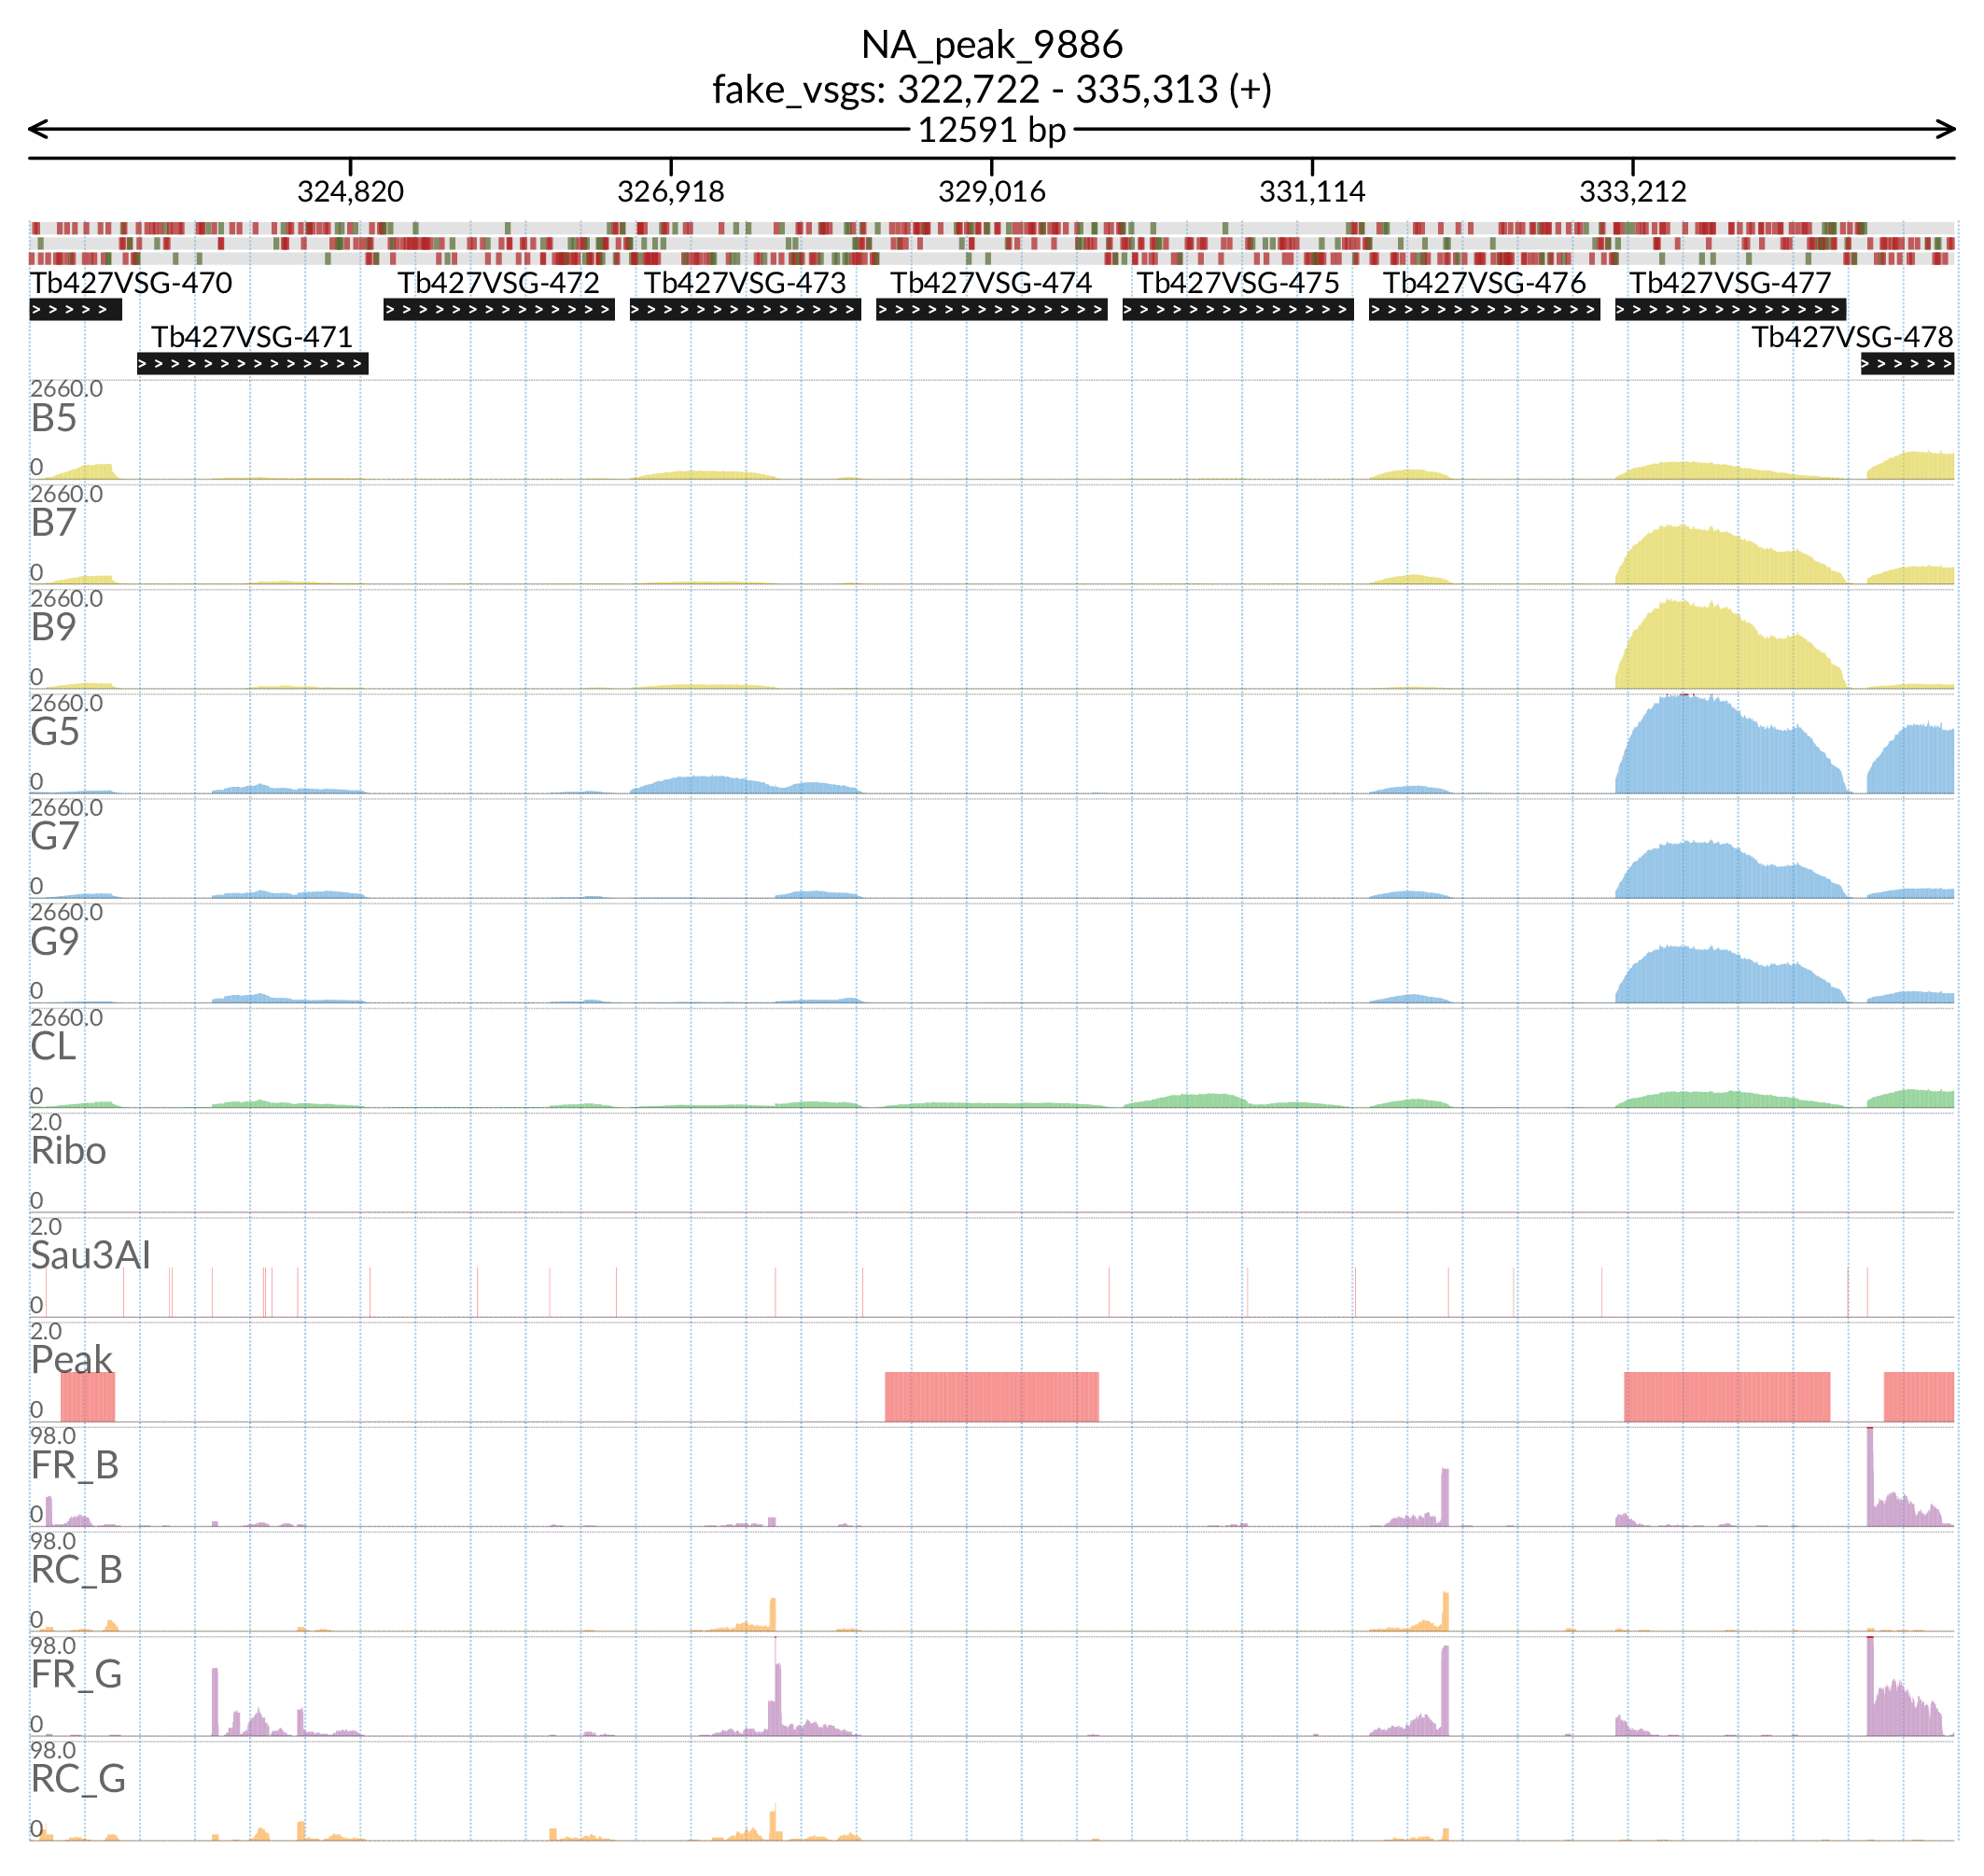 NA_peak_9886
fake_vsgs: 322,722 - 335,313 (+)
12591 bp
324,820 326,918 329,016 331,114 333,212
Tb427VSG-470 Tb427VSG-472 Tb427VSG-473 Tb427VSG-474 Tb427VSG-475 Tb427VSG-476 Tb427VSG-477
Tb427VSG-471 Tb427VSG-478
2660.0
B5
0
2660.0
B7
0
2660.0
B9
0
2660.0
G5
0
2660.0
G7
0
2660.0
G9
0
2660.0
CL
0
2.0
Ribo
0
2.0
Sau3AI
0
2.0
Peak
0
98.0
FR_B
0
98.0
RC_B
0
98.0
FR_G
0
98.0
RC_G
0